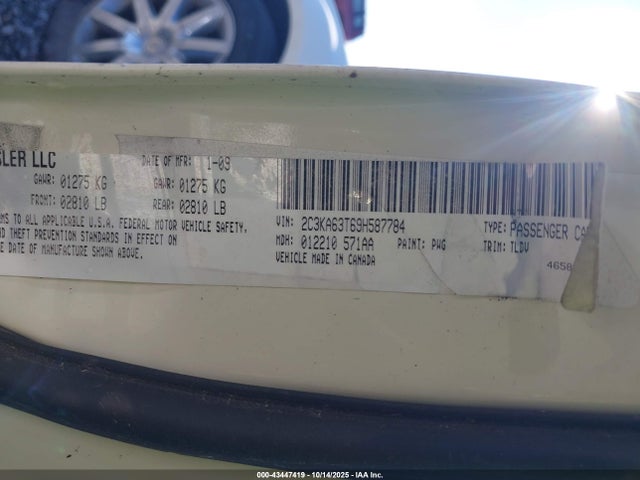 SLER LLC DATE OF MFR: 1-09
GAWR: 01275 KG GAWR: 01275 KG
FRONT: 02810 LB REAR: 02810 LB
MS TO ALL APPLICABLE U.S.A. FEDERAL MOTOR VEHICLE SAFETY,
ND THEFT PREVENTION STANDARDS IN EFFECT ON
DATE OF MANUFACTURE SHOWN ABOVE.
VIN: 2C3KA63T69H587784 TYPE: PASSENGER CA
MDH: 012210 571AA PAINT: PWG TRIM: TLDV
VEHICLE MADE IN CANADA 4658
000-43447419 • 10/14/2025 • IAA Inc.